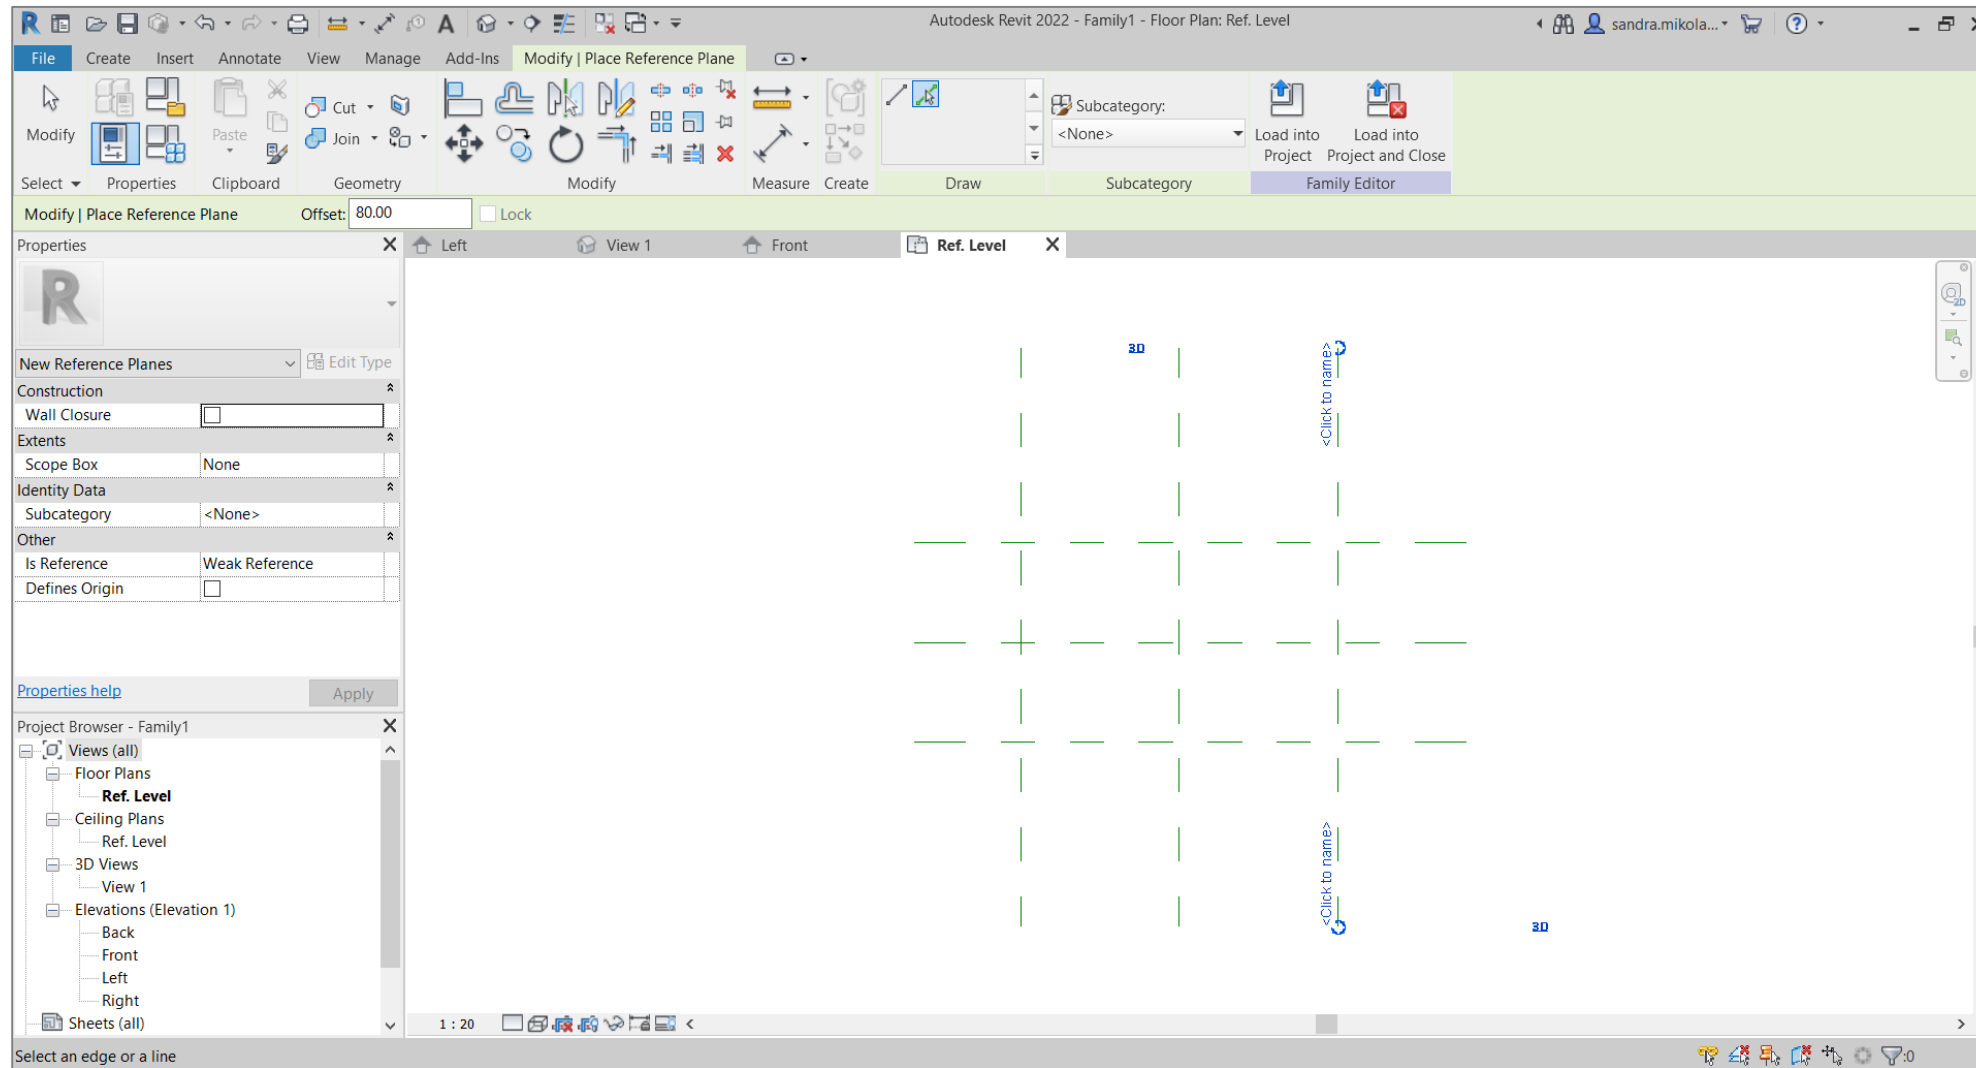 Autodesk Revit 2022 - Family1 - Floor Plan: Ref. Level
sandra.mikola...
File Create Insert Annotate View Manage Add-Ins Modify | Place Reference Plane
Modify
Paste
Cut
Join
Subcategory:
<None>
Load into
Project
Load into
Project and Close
Select Properties Clipboard Geometry Modify Measure Create Draw Subcategory Family Editor
Modify | Place Reference Plane Offset: 80.00 Lock
Properties
Left View 1 Front Ref. Level
R
New Reference Planes Edit Type
Construction
Wall Closure
Extents
Scope Box None
Identity Data
Subcategory <None>
Other
Is Reference Weak Reference
Defines Origin
Properties help Apply
Project Browser - Family1
Views (all)
Floor Plans
Ref. Level
Ceiling Plans
Ref. Level
3D Views
View 1
Elevations (Elevation 1)
Back
Front
Left
Right
Sheets (all)
2D
3D
<Click to name>
<Click to name>
3D
1 : 20
Select an edge or a line
:0